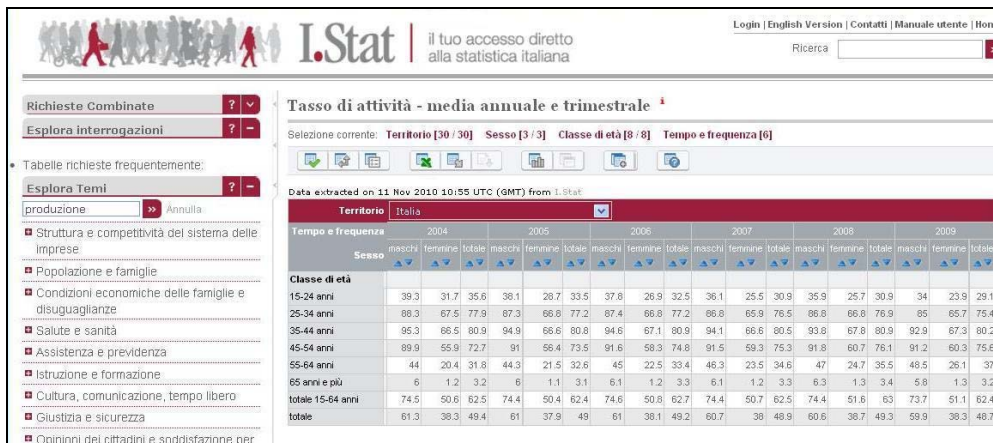 Login | English Version | Contatti | Manuale utente | Hon
I.Stat
il tuo accesso diretto
alla statistica italiana
Ricerca
Richieste Combinate ?
Esplora interrogazioni ? -
Tabelle richieste frequentemente:
Esplora Temi ? -
produzione » Annulla
Struttura e competitività del sistema delle
imprese
Popolazione e famiglie
Condizioni economiche delle famiglie e
disuguaglianze
Salute e sanità
Assistenza e previdenza
Istruzione e formazione
Cultura, comunicazione, tempo libero
Giustizia e sicurezza
Opinioni dei cittadini e soddisfazione per
Tasso di attività - media annuale e trimestrale i
Selezione corrente: Territorio [30 / 30] Sesso [3 / 3] Classe di età [8 / 8] Tempo e frequenza [6]
Data extracted on 11 Nov 2010 10:55 UTC (GMT) from I.Stat
Territorio Italia
Tempo e frequenza 2004 2005 2006 2007 2008 2009
Sesso maschi femmine totale maschi femmine totale maschi femmine totale maschi femmine totale maschi femmine totale maschi femmine totale
Classe di età
15-24 anni 39.3 31.7 35.6 38.1 28.7 33.5 37.8 26.9 32.5 36.1 25.5 30.9 35.9 25.7 30.9 34 23.9 29.1
25-34 anni 88.3 67.5 77.9 87.3 66.8 77.2 87.4 66.8 77.2 86.8 65.9 76.5 86.8 66.8 76.9 85 65.7 75.4
35-44 anni 95.3 66.5 80.9 94.9 66.6 80.8 94.6 67.1 80.9 94.1 66.6 80.5 93.8 67.8 80.9 92.9 67.3 80.2
45-54 anni 89.9 55.9 72.7 91 56.4 73.5 91.6 58.3 74.8 91.5 59.3 75.3 91.8 60.7 76.1 91.2 60.3 75.6
55-64 anni 44 20.4 31.8 44.3 21.5 32.6 45 22.5 33.4 46.3 23.5 34.6 47 24.7 35.5 48.5 26.1 37
65 anni e più 6 1.2 3.2 6 1.1 3.1 6.1 1.2 3.3 6.1 1.2 3.3 6.3 1.3 3.4 5.8 1.3 3.2
totale 15-64 anni 74.5 50.6 62.5 74.4 50.4 62.4 74.6 50.8 62.7 74.4 50.7 62.5 74.4 51.6 63 73.7 51.1 62.4
totale 61.3 38.3 49.4 61 37.9 49 61 38.1 49.2 60.7 38 48.9 60.6 38.7 49.3 59.9 38.3 48.7